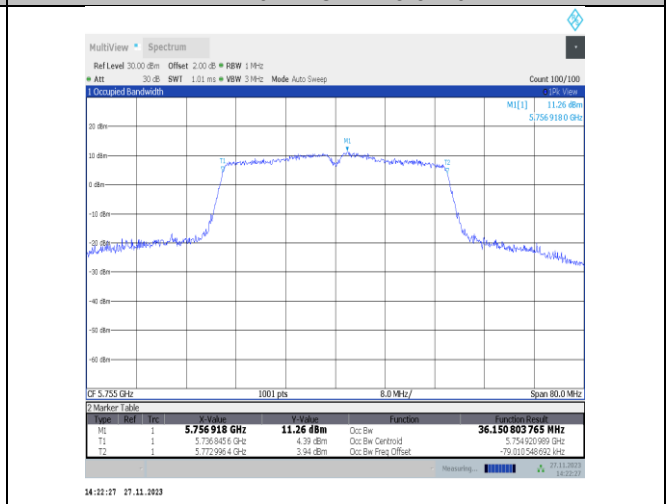 MultiView Spectrum
Ref Level 30.00 dBm Offset 2.00 dB RBW 1 MHz
Att 30 dB SWT 1.01 ms VBW 3 MHz Mode Auto Sweep Count 100/100
1 Occupied Bandwidth 1Pk View
M1[1] 11.26 dBm
5.756 918 0 GHz
20 dBm
M1
10 dBm
T1 T2
0 dBm
-10 dBm
-20 dBm
-30 dBm
-40 dBm
-50 dBm
-60 dBm
CF 5.755 GHz 1001 pts 8.0 MHz/ Span 80.0 MHz
2 Marker Table
Type Ref Trc X-Value Y-Value Function Function Result
M1 1 5.756 918 GHz 11.26 dBm Occ Bw 36.150 803 765 MHz
T1 1 5.736 845 6 GHz 4.39 dBm Occ Bw Centroid 5.754 920 989 GHz
T2 1 5.772 996 4 GHz 3.94 dBm Occ Bw Freq Offset -79.010 548 692 kHz
Measuring... 27.11.2023
14:22:27
14:22:27 27.11.2023